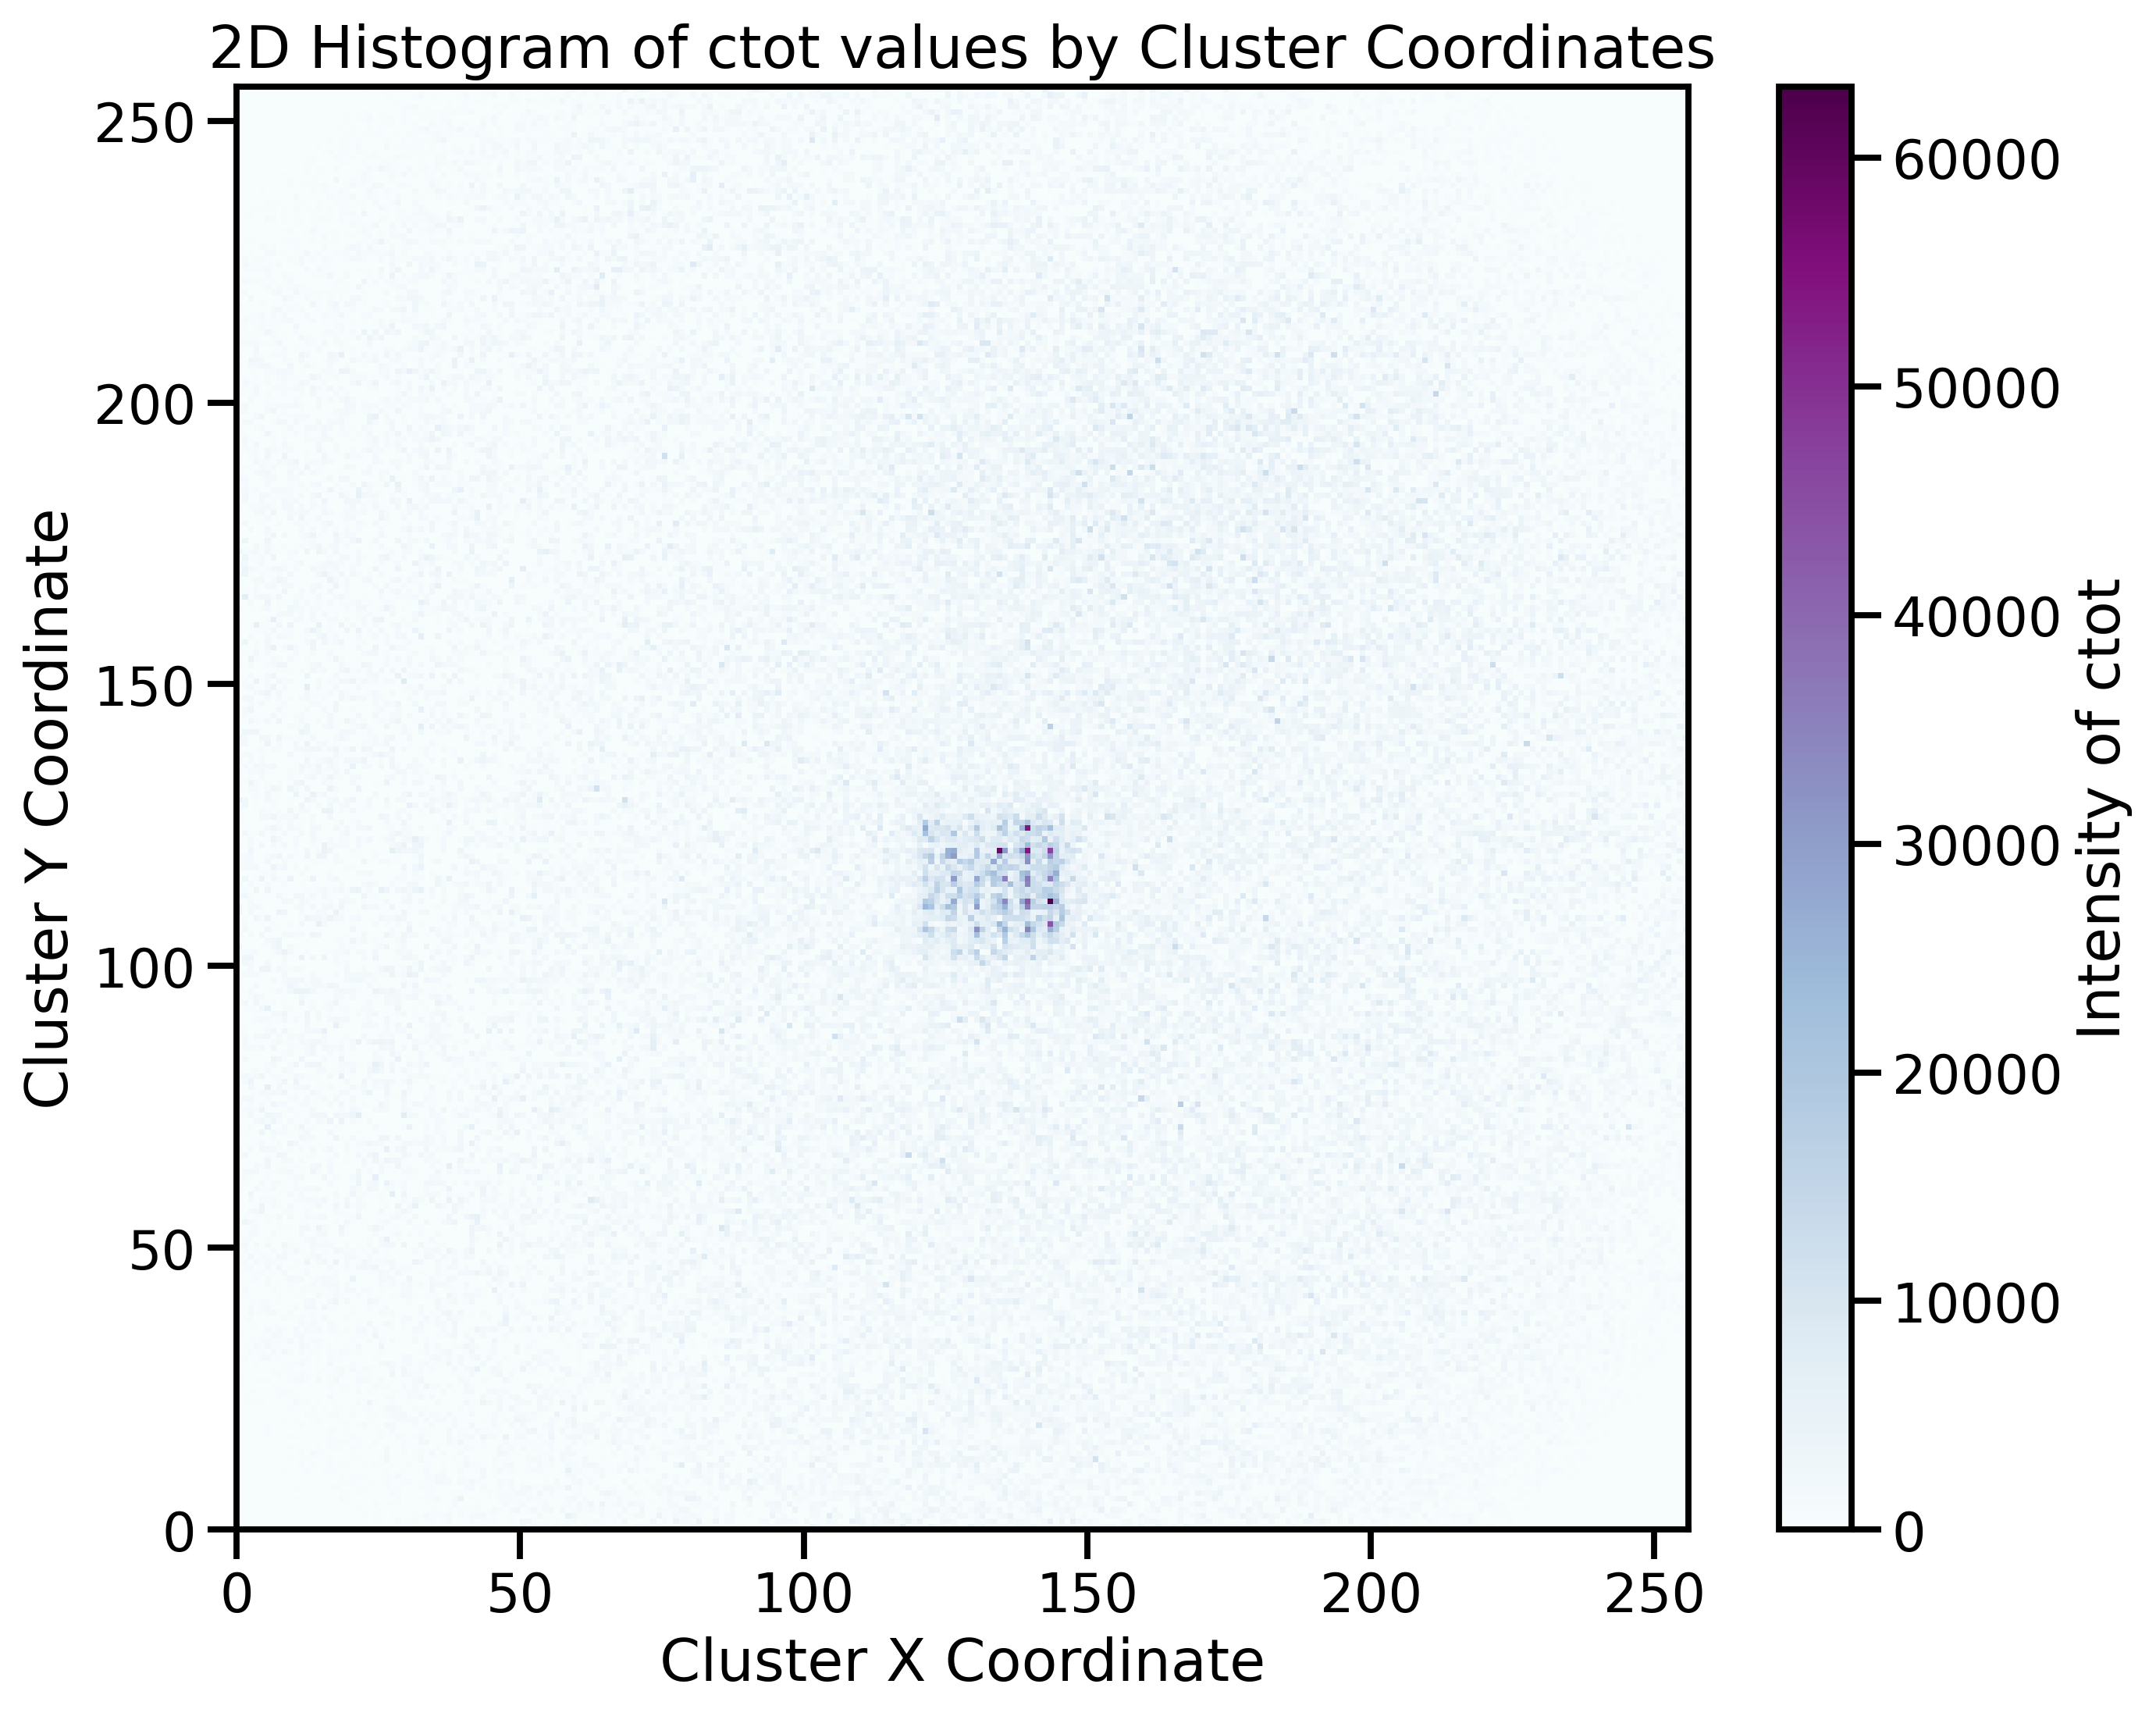 2D Histogram of ctot values by Cluster Coordinates
Cluster Y Coordinate
250
200
150
100
50
0
0 50 100 150 200 250
Cluster X Coordinate
60000
50000
40000
30000
20000
10000
0
Intensity of ctot